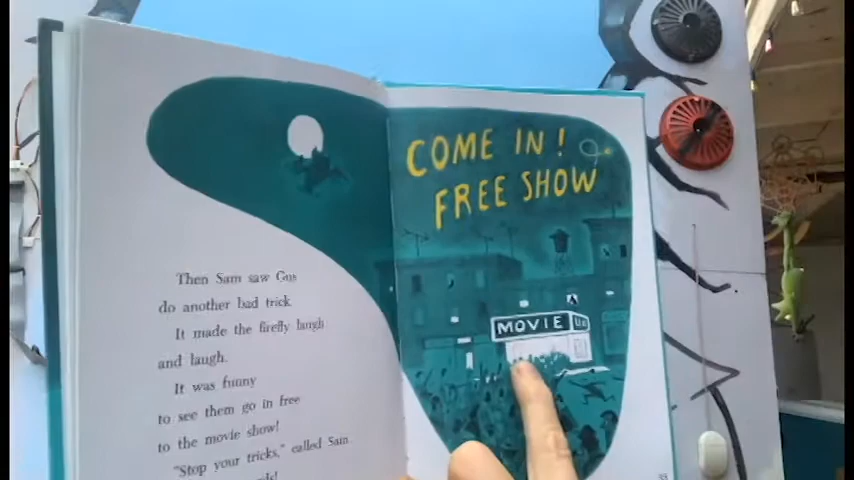 Then Sam saw Gus
do another bad trick.
It made the firefly laugh
and laugh.
It was funny
to see them go in free
to the movie show!
"Stop your tricks," called Sam.
COME IN!
FREE SHOW
MOVIE